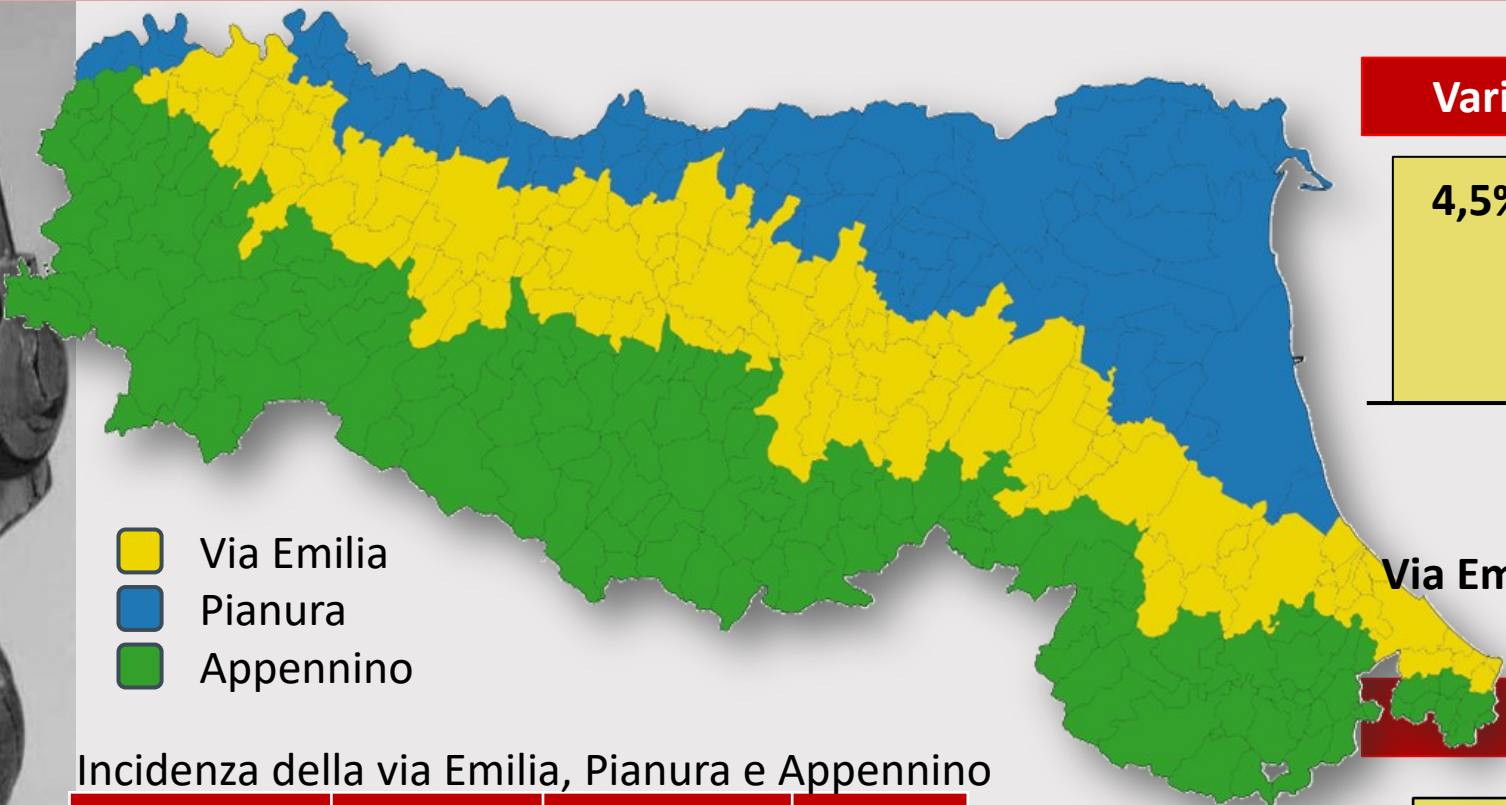 Vari
4,5%
Via Emilia
Pianura
Appennino
Via Em
Incidenza della via Emilia, Pianura e Appennino